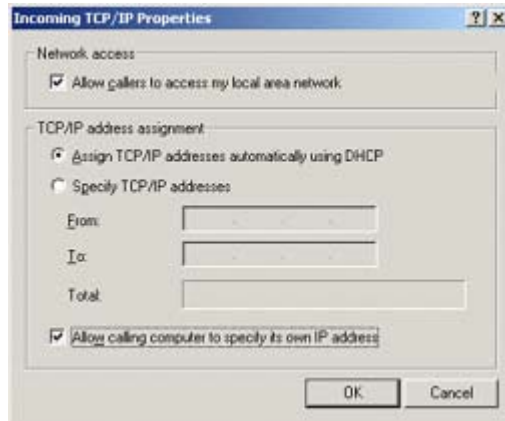 Incoming TCP/IP Properties
Network access
Allow callers to access my local area network
TCP/IP address assignment
Assign TCP/IP addresses automatically using DHCP
Specify TCP/IP addresses
From:
To:
Total:
Allow calling computer to specify its own IP address
OK Cancel